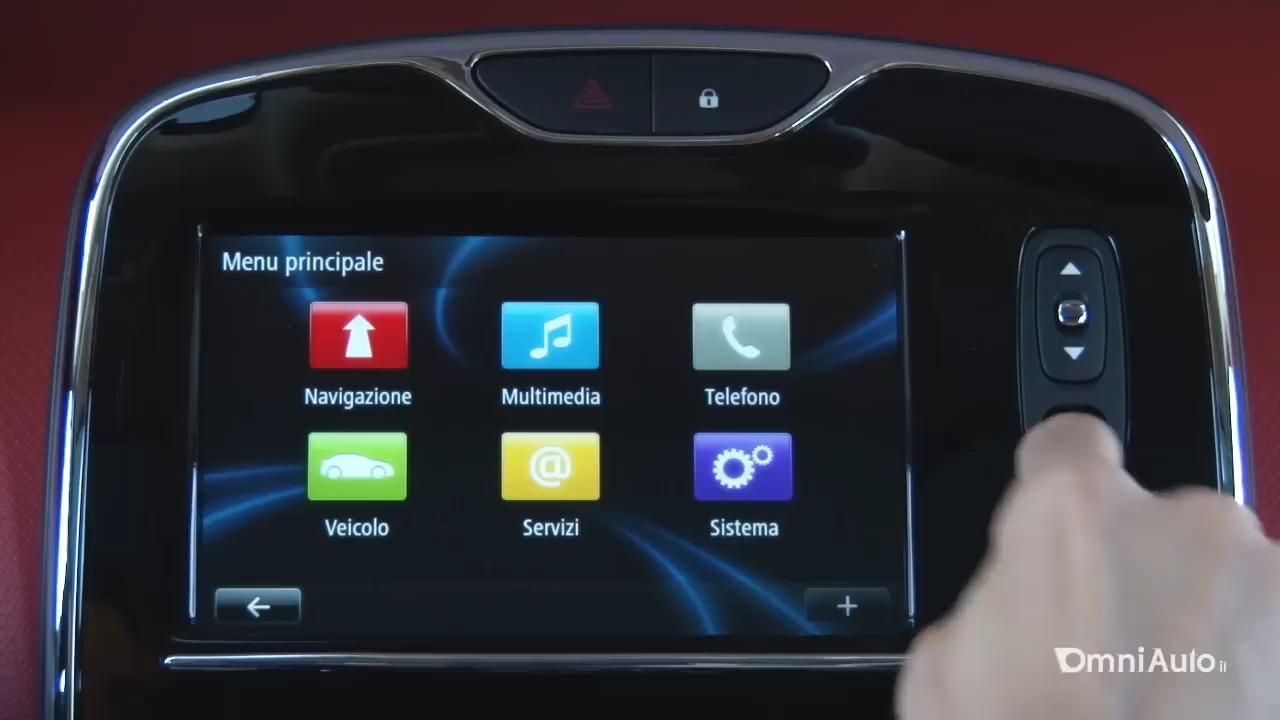 Menu principale
Navigazione
Multimedia
Telefono
@
Veicolo
Servizi
Sistema
OmniAuto.it